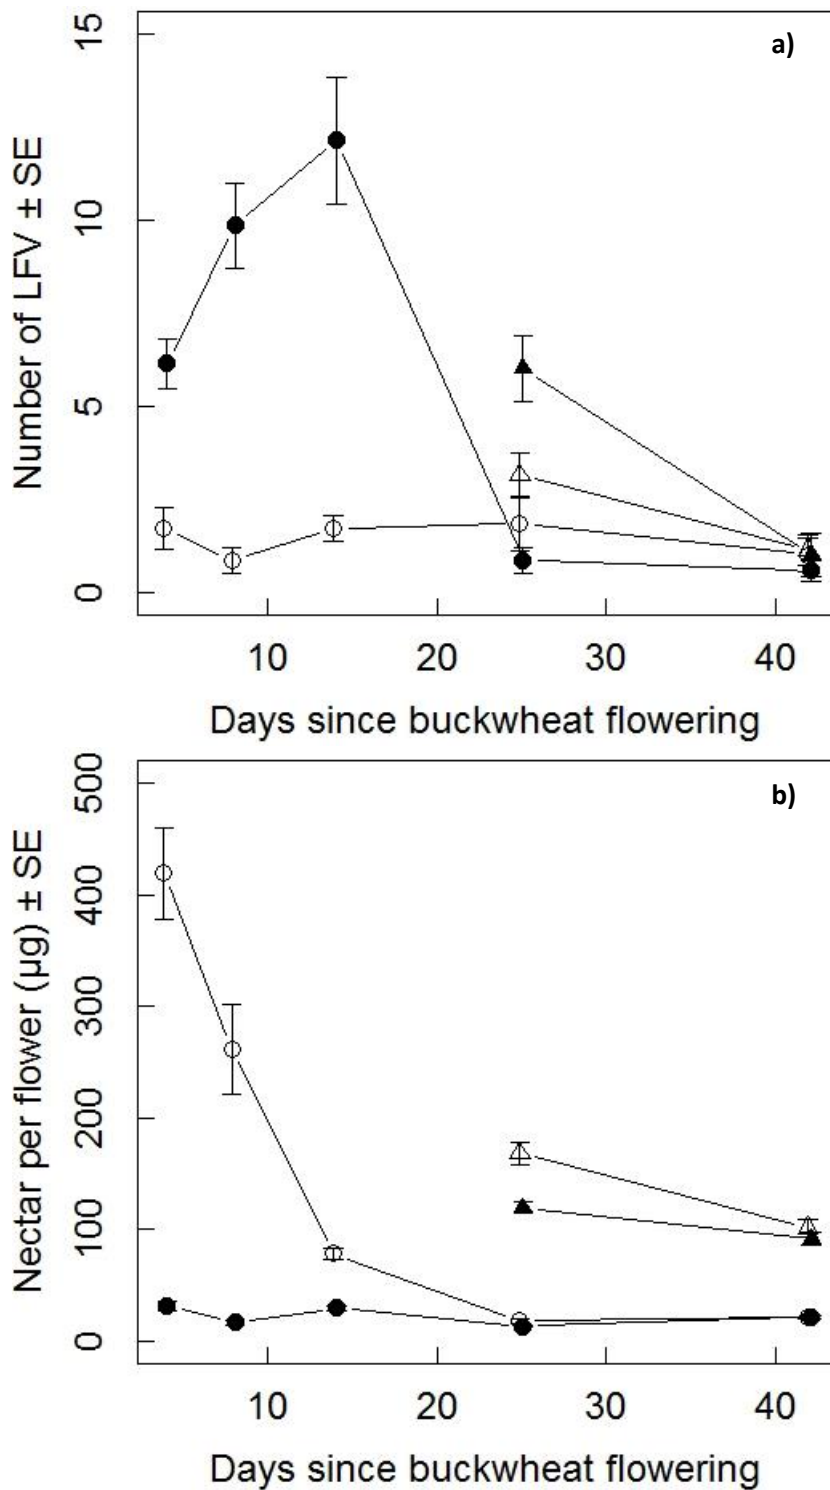 a)
15
10
5
0
Number of LFV ± SE
10 20 30 40
Days since buckwheat flowering
b)
500
400
300
200
100
0
Nectar per flower (µg) ± SE
10 20 30 40
Days since buckwheat flowering